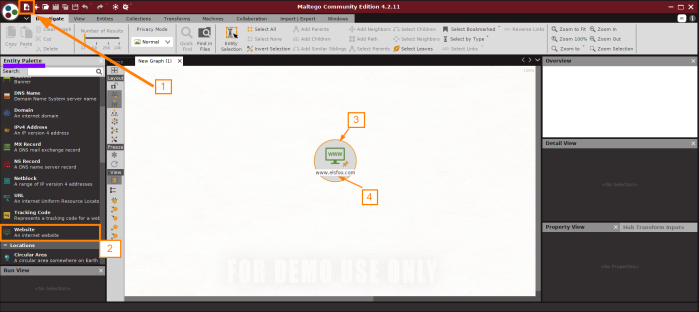 Maltego Community Edition 4.2.11
Investigate View Entities Collections Transforms Machines Collaboration Import | Export Windows
Copy Paste Cut Delete
Number of Results
12 50 256 10k
Privacy Mode
Normal
Quick Find
Find in Files
Entity Selection
Select All
Select None
Invert Selection
Add Parents
Add Children
Add Similar Siblings
Add Neighbors
Add Path
Select Parents
Select Children
Select Neighbors
Select Leaves
Select Bookmarked
Select by Type
Select Links
Reverse Links
Zoom to Fit
Zoom 100%
Zoom to
Zoom In
Zoom Out
Zoom Selection
1
Entity Palette
Search:
Banner
DNS Name
Domain Name System server name
Domain
An internet domain
IPv4 Address
An IP version 4 address
MX Record
A DNS mail exchange record
NS Record
A DNS name server record
Netblock
A range of IP version 4 addresses
URL
An internet Uniform Resource Locato
Tracking Code
Represents a tracking code for a web
Website
An internet website
2
Locations
Circular Area
A circular area somewhere on Earth
Run View
<No Selection>
Layout
Freeze
View
New Graph (1)
3
WWW
www.elsfoo.com
4
FOR DEMO USE ONLY
Overview
Detail View
<No Selection>
Property View
Hub Transform Inputs
<No Properties>